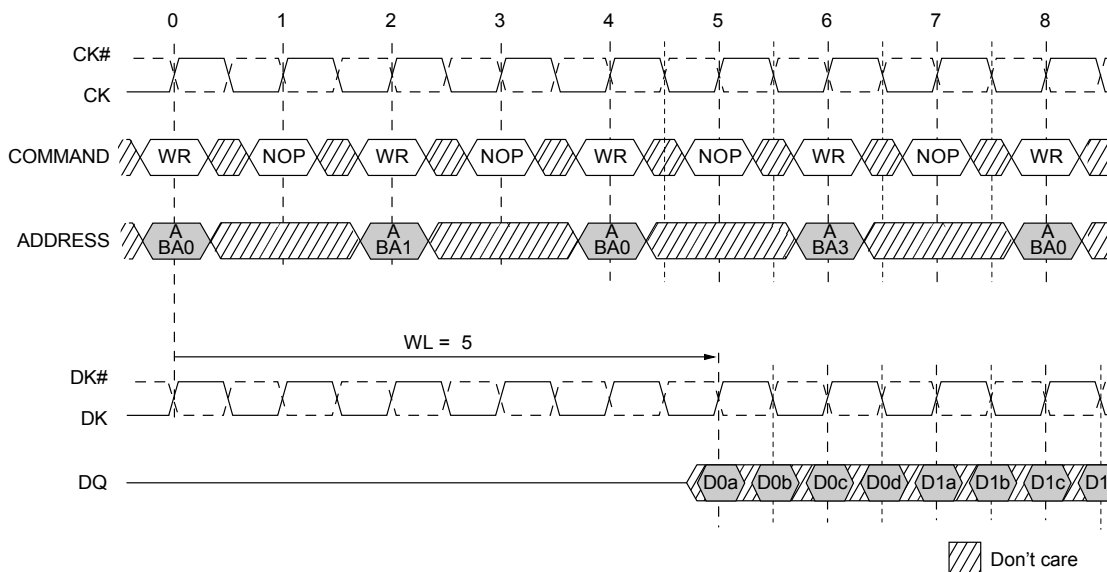 0 1 2 3 4 5 6 7 8
CK#
CK
COMMAND WR NOP WR NOP WR NOP WR NOP WR
ADDRESS A BA0 A BA1 A BA0 A BA3 A BA0
WL = 5
DK#
DK
DQ D0a D0b D0c D0d D1a D1b D1c D1
Don't care